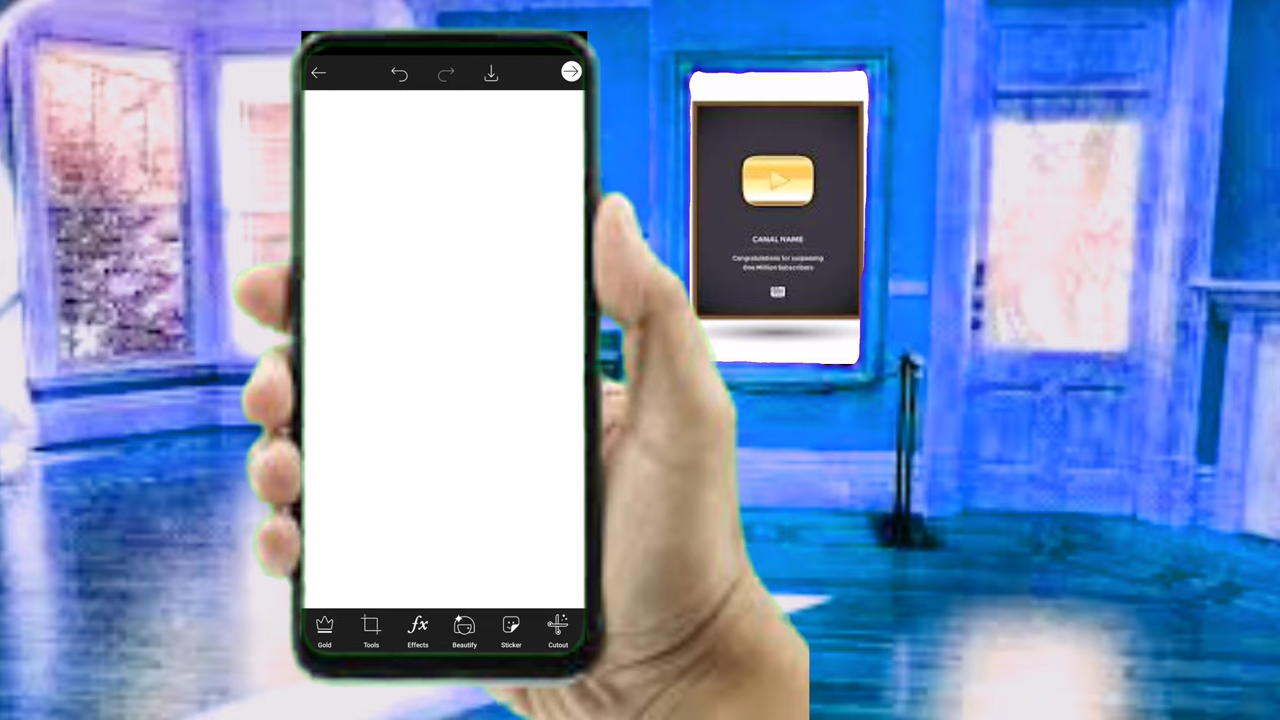 CANAL NAME
Congratulations for surpassing
One Million Subscribers
Gold Tools Effects Beautify Sticker Cutout